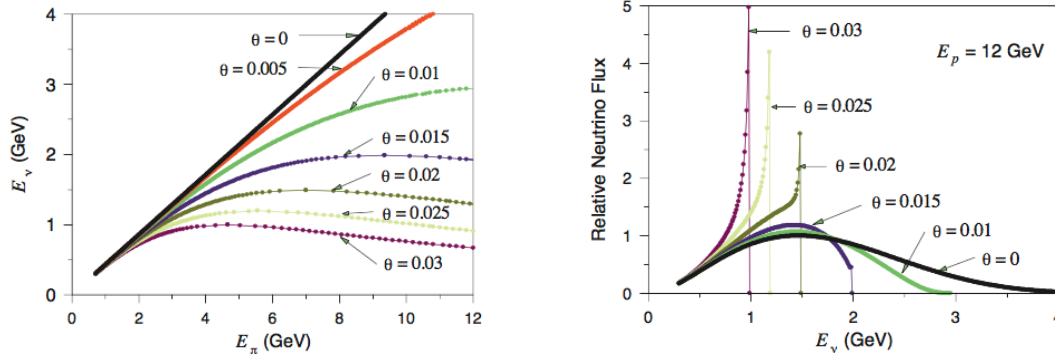 4
3
2
1
0
E_ν (GeV)
θ = 0
θ = 0.005
θ = 0.01
θ = 0.015
θ = 0.02
θ = 0.025
θ = 0.03
0 2 4 6 8 10 12
E_π (GeV)
5
4
3
2
1
0
Relative Neutrino Flux
θ = 0.03
E_p = 12 GeV
θ = 0.025
θ = 0.02
θ = 0.015
θ = 0.01
θ = 0
0 1 2 3 4
E_ν (GeV)